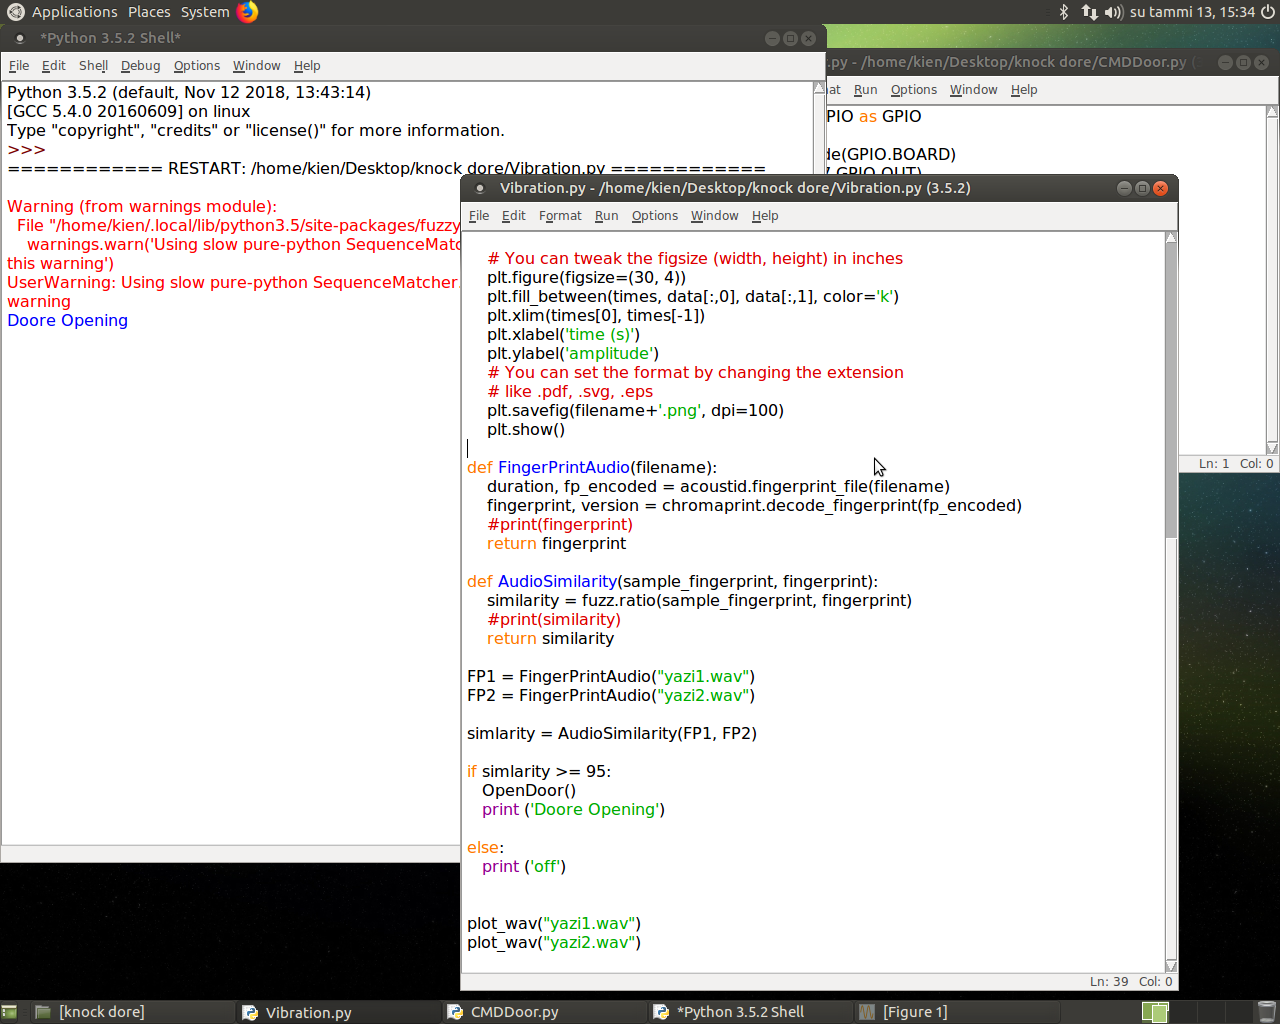 Applications Places System
su tammi 13, 15:34
*Python 3.5.2 Shell*
File Edit Shell Debug Options Window Help
Python 3.5.2 (default, Nov 12 2018, 13:43:14)
[GCC 5.4.0 20160609] on linux
Type "copyright", "credits" or "license()" for more information.
>>>
============ RESTART: /home/kien/Desktop/knock dore/Vibration.py ============
Warning (from warnings module):
File "/home/kien/.local/lib/python3.5/site-packages/fuzzy
warnings.warn('Using slow pure-python SequenceMatc
this warning')
UserWarning: Using slow pure-python SequenceMatcher.
warning
Doore Opening
.py - /home/kien/Desktop/knock dore/CMDDoor.py (
at Run Options Window Help
PIO as GPIO
de(GPIO.BOARD)
7,GPIO.OUT)
Ln: 1 Col: 0
Vibration.py - /home/kien/Desktop/knock dore/Vibration.py (3.5.2)
File Edit Format Run Options Window Help
# You can tweak the figsize (width, height) in inches
plt.figure(figsize=(30, 4))
plt.fill_between(times, data[:,0], data[:,1], color='k')
plt.xlim(times[0], times[-1])
plt.xlabel('time (s)')
plt.ylabel('amplitude')
# You can set the format by changing the extension
# like .pdf, .svg, .eps
plt.savefig(filename+'.png', dpi=100)
plt.show()
def FingerPrintAudio(filename):
duration, fp_encoded = acoustid.fingerprint_file(filename)
fingerprint, version = chromaprint.decode_fingerprint(fp_encoded)
#print(fingerprint)
return fingerprint
def AudioSimilarity(sample_fingerprint, fingerprint):
similarity = fuzz.ratio(sample_fingerprint, fingerprint)
#print(similarity)
return similarity
FP1 = FingerPrintAudio("yazi1.wav")
FP2 = FingerPrintAudio("yazi2.wav")
simlarity = AudioSimilarity(FP1, FP2)
if simlarity >= 95:
OpenDoor()
print ('Doore Opening')
else:
print ('off')
plot_wav("yazi1.wav")
plot_wav("yazi2.wav")
Ln: 39 Col: 0
[knock dore]
Vibration.py
CMDDoor.py
*Python 3.5.2 Shell
[Figure 1]